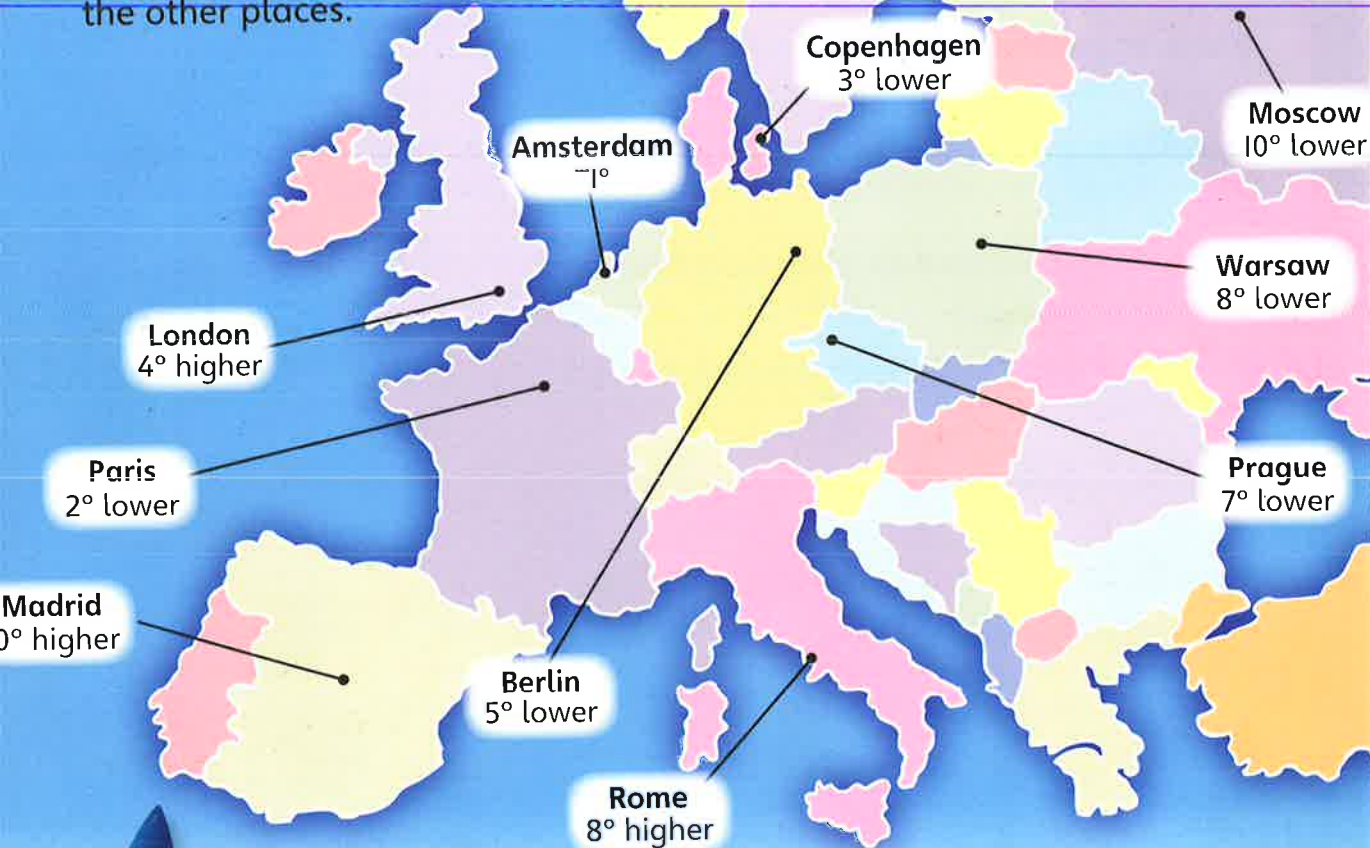 the other places.
Copenhagen
3° lower
Moscow
10° lower
Amsterdam
⁻1°
Warsaw
8° lower
London
4° higher
Paris
2° lower
Prague
7° lower
Madrid
0° higher
Berlin
5° lower
Rome
8° higher